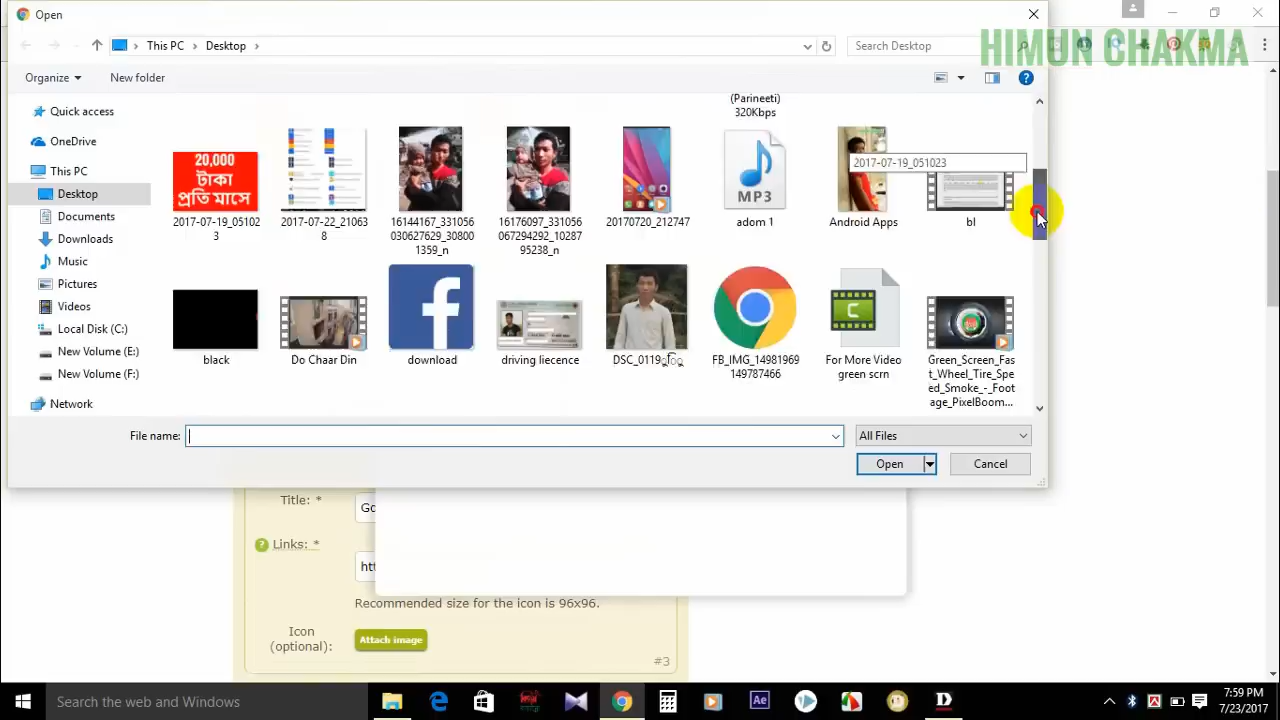 Open
HIMUN CHAKMA
This PC
Desktop
Search Desktop
Organize
New folder
Quick access
OneDrive
This PC
Desktop
Documents
Downloads
Music
Pictures
Videos
Local Disk (C:)
New Volume (E:)
New Volume (F:)
Network
(Parineeti)
320Kbps
20,000
টাকা
প্রতি মাসে
MP3
2017-07-19_051023
2017-07-19_05102
3
2017-07-22_21063
8
16144167_331056
030627629_30800
1359_n
16176097_331056
067294292_102872
95238_n
20170720_212747
adom 1
Android Apps
bl
black
Do Chaar Din
download
driving liecence
DSC_0119
FB_IMG_14981969
149787466
For More Video
green scrn
Green_Screen_Fas
t_Wheel_Tire_Spe
ed_Smoke_-_Foot
age_PixelBoom...
File name:
All Files
Open
Cancel
Title: *
Go
Links: *
htt
Recommended size for the icon is 96x96.
Icon
(optional):
Attach image
#3
Search the web and Windows
Ae
7:59 PM
7/23/2017